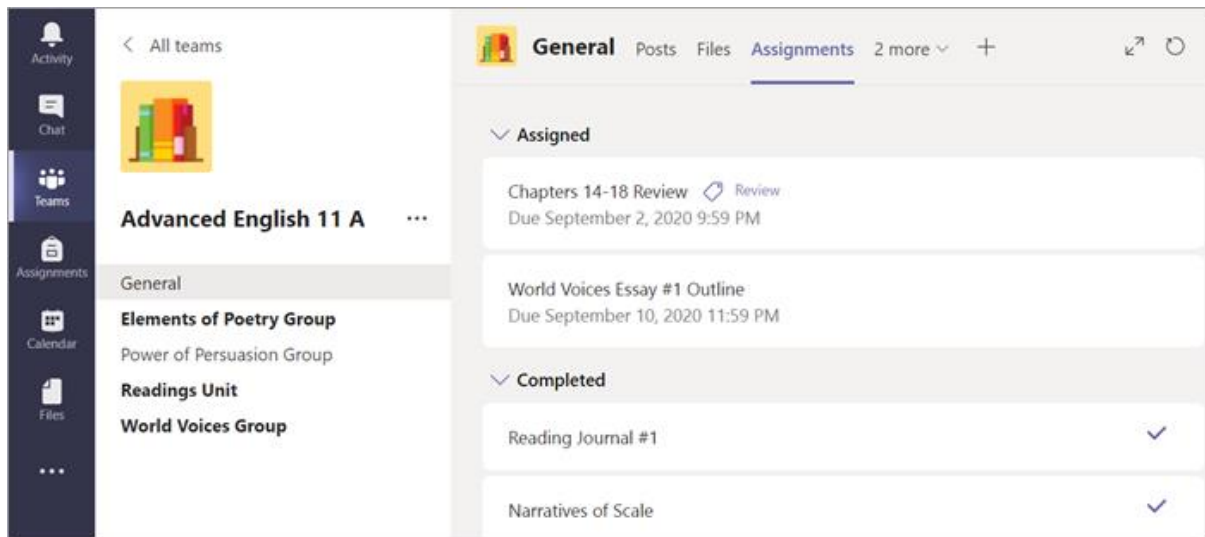 Activity
Chat
Teams
Assignments
Calendar
Files
All teams
Advanced English 11 A
General
Elements of Poetry Group
Power of Persuasion Group
Readings Unit
World Voices Group
General Posts Files Assignments 2 more
Assigned
Chapters 14-18 Review Review
Due September 2, 2020 9:59 PM
World Voices Essay #1 Outline
Due September 10, 2020 11:59 PM
Completed
Reading Journal #1
Narratives of Scale